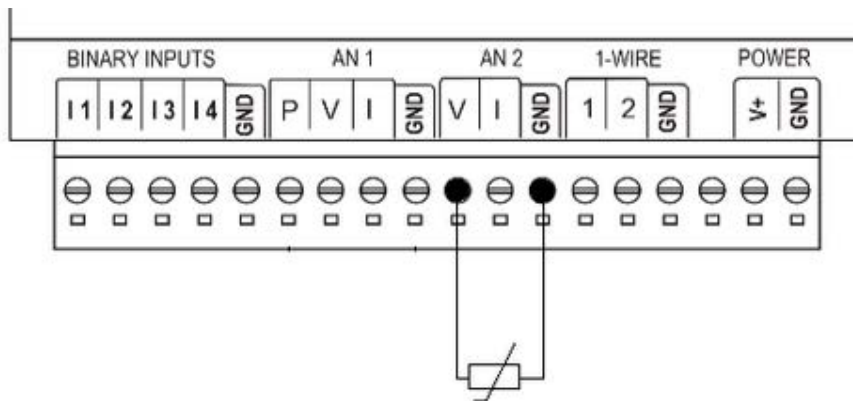 BINARY INPUTS AN 1 AN 2 1-WIRE POWER
I1 I2 I3 I4 GND P V I GND V I GND 1 2 GND V+ GND